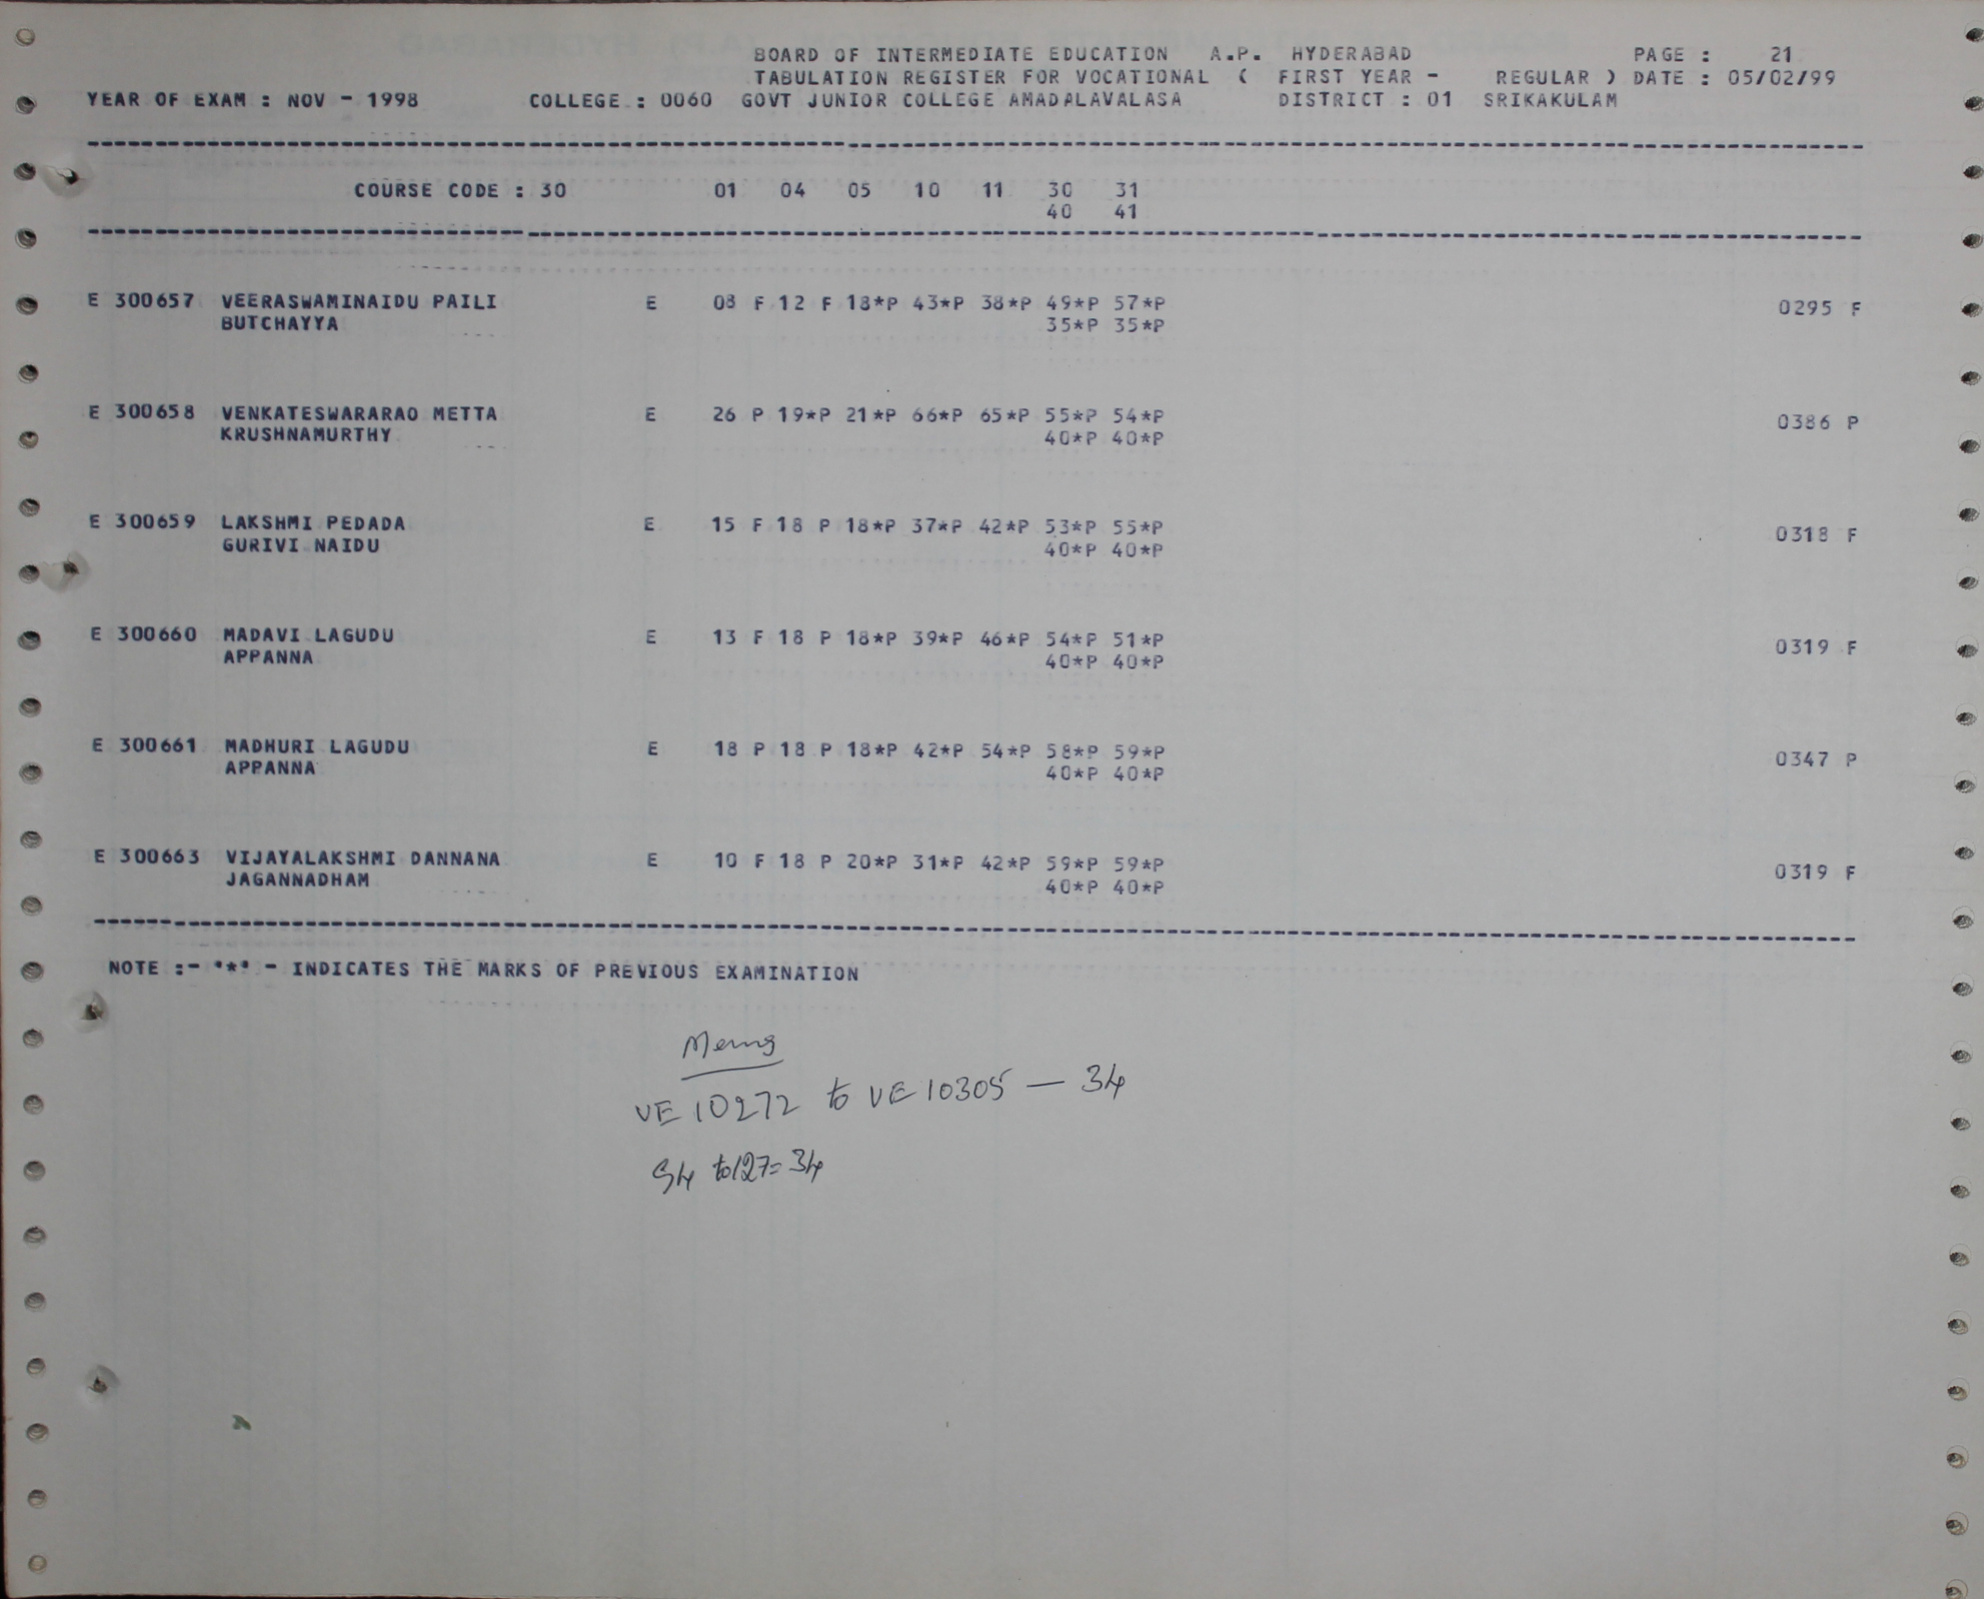 BOARD OF INTERMEDIATE EDUCATION A.P. HYDERABAD PAGE : 21
TABULATION REGISTER FOR VOCATIONAL ( FIRST YEAR - REGULAR ) DATE : 05/02/99
YEAR OF EXAM : NOV - 1998 COLLEGE : 0060 GOVT JUNIOR COLLEGE AMADALAVALASA DISTRICT : 01 SRIKAKULAM
COURSE CODE : 30 01 04 05 10 11 30 31
40 41
E 300657 VEERASWAMINAIDU PAILI E 08 F 12 F 18*P 43*P 38*P 49*P 57*P 0295 F
BUTCHAYYA 35*P 35*P
E 300658 VENKATESWARARAO METTA E 26 P 19*P 21*P 66*P 65*P 55*P 54*P 0386 P
KRUSHNAMURTHY 40*P 40*P
E 300659 LAKSHMI PEDADA E 15 F 18 P 18*P 37*P 42*P 53*P 55*P 0318 F
GURIVI NAIDU 40*P 40*P
E 300660 MADAVI LAGUDU E 13 F 18 P 18*P 39*P 46*P 54*P 51*P 0319 F
APPANNA 40*P 40*P
E 300661 MADHURI LAGUDU E 18 P 18 P 18*P 42*P 54*P 58*P 59*P 0347 P
APPANNA 40*P 40*P
E 300663 VIJAYALAKSHMI DANNANA E 10 F 18 P 20*P 31*P 42*P 59*P 59*P 0319 F
JAGANNADHAM 40*P 40*P
NOTE :- '*' - INDICATES THE MARKS OF PREVIOUS EXAMINATION
VE 10272 to VE 10305 — 34
94 to 127= 34